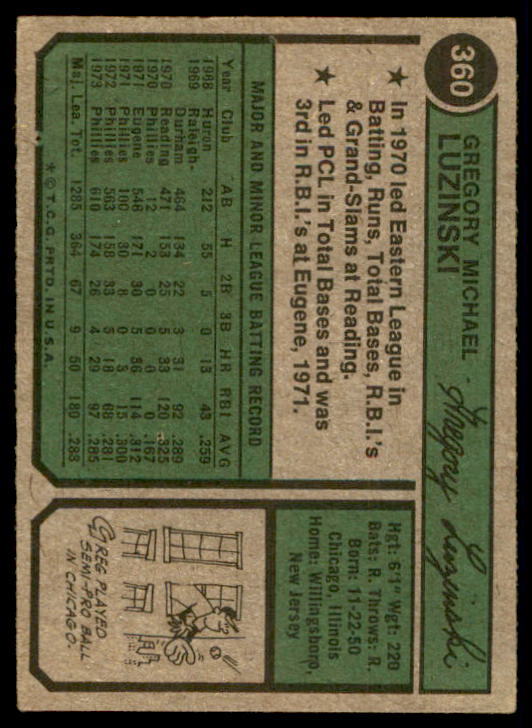 360
GREGORY MICHAEL
LUZINSKI
Gregory Luzinski
★ In 1970 led Eastern League in
Batting, Runs, Total Bases, R.B.I.'s
& Grand-Slams at Reading.
★ Led PCL in Total Bases and was
3rd in R.B.I.'s at Eugene, 1971.
Hgt: 6'1" Wgt: 220
Bats: R. Throws: R.
Born: 11-22-50
Chicago, Illinois
Home: Willingsboro,
New Jersey
MAJOR AND MINOR LEAGUE BATTING RECORD
Year Club AB H 2B 3B HR RBI AVG
1968 Huron 212 55 5 0 13 43 .259
1969 Raleigh-
Durham 464 134 22 3 31 92 .289
1970 Reading 471 153 25 5 33 120 .325
1970 Phillies 12 2 0 0 0 0 .167
1971 Eugene 546 171 30 5 36 114 .312
1971 Phillies 100 30 8 0 3 15 .300
1972 Phillies 563 158 33 5 18 68 .281
1973 Phillies 610 174 26 4 29 97 .285
Maj. Lea. Tot. 1285 364 67 9 50 180 .283
* © T.C.G. PRTD. IN U.S.A.
GREG PLAYED
SEMI-PRO BALL
IN CHICAGO.